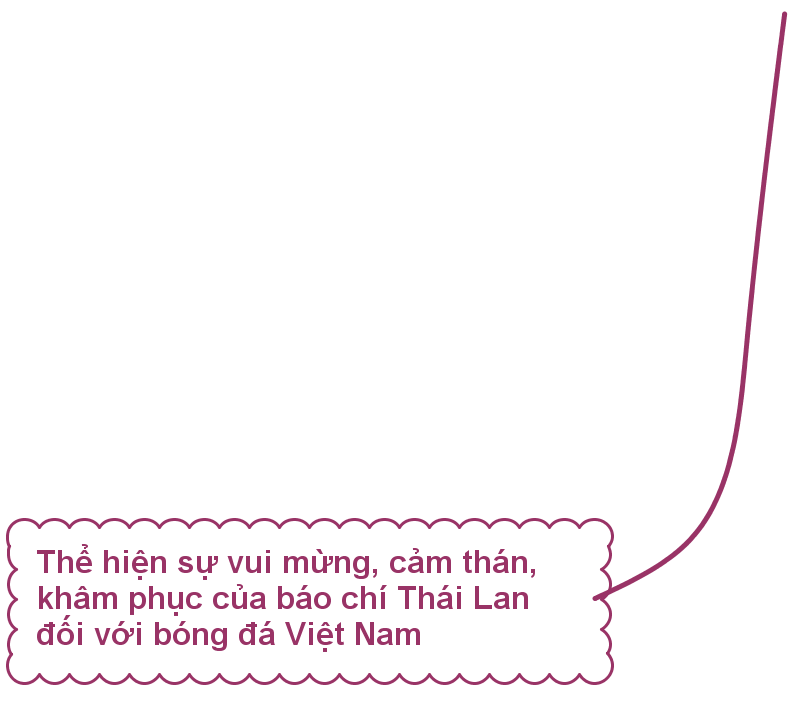 Thể hiện sự vui mừng, cảm thán,
khâm phục của báo chí Thái Lan
đối với bóng đá Việt Nam